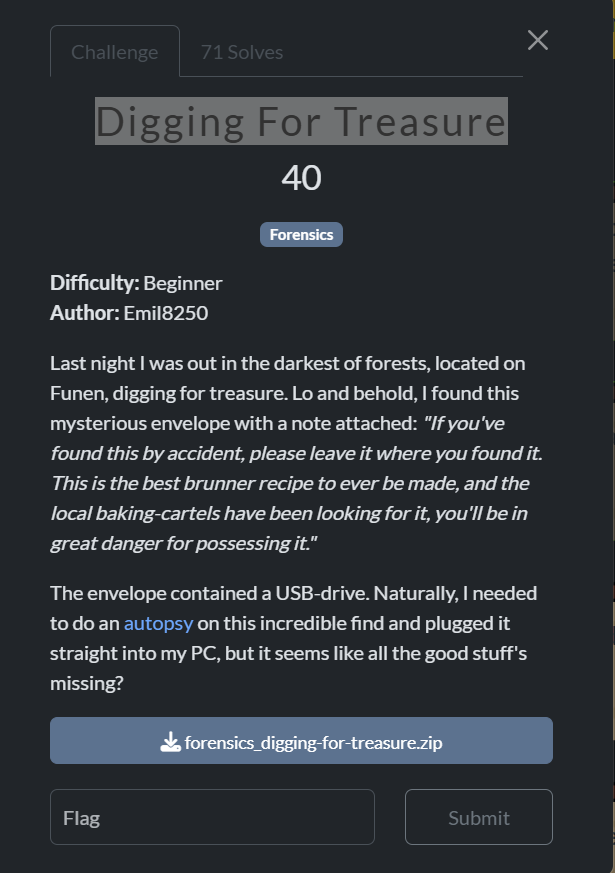 Challenge
71 Solves
Digging For Treasure
40
Forensics
Difficulty: Beginner
Author: Emil8250
Last night I was out in the darkest of forests, located on
Funen, digging for treasure. Lo and behold, I found this
mysterious envelope with a note attached: "If you've
found this by accident, please leave it where you found it.
This is the best brunner recipe to ever be made, and the
local baking-cartels have been looking for it, you'll be in
great danger for possessing it."
The envelope contained a USB-drive. Naturally, I needed
to do an autopsy on this incredible find and plugged it
straight into my PC, but it seems like all the good stuff's
missing?
forensics_digging-for-treasure.zip
Flag
Submit